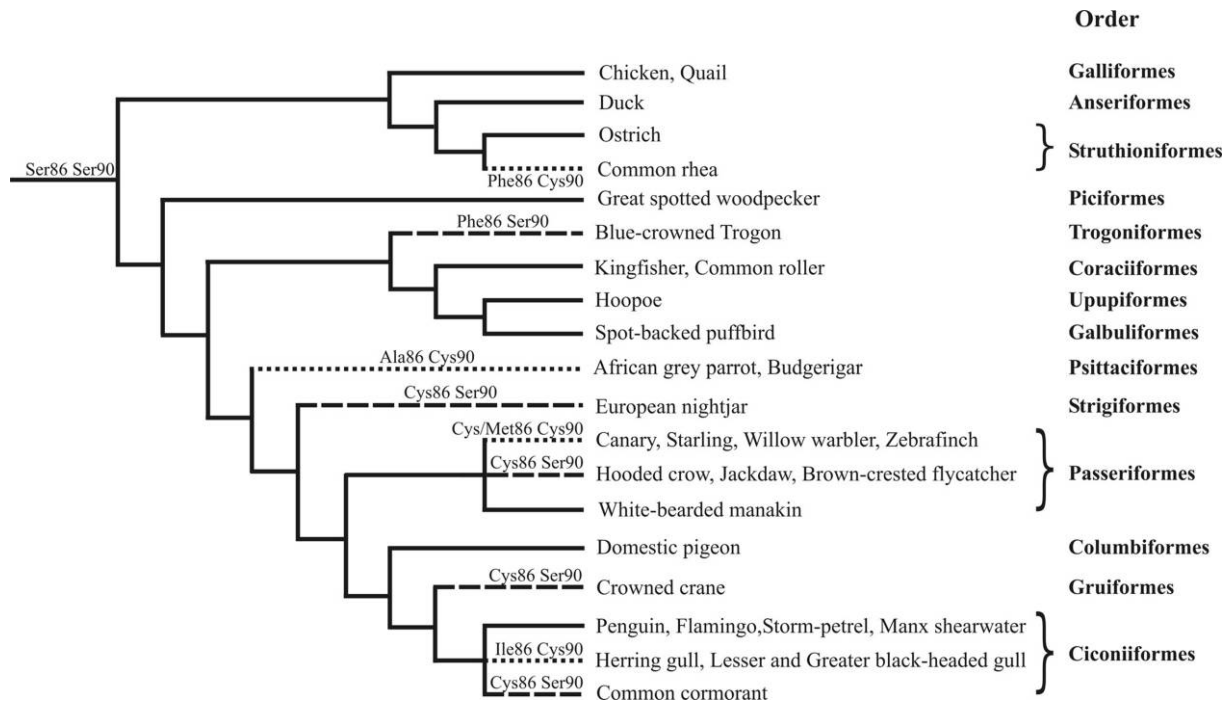 Order
Chicken, Quail Galliformes
Duck Anseriformes
Ostrich
Struthioniformes
Ser86 Ser90
Common rhea
Phe86 Cys90
Great spotted woodpecker Piciformes
Phe86 Ser90
Blue-crowned Trogon Trogoniformes
Kingfisher, Common roller Coraciiformes
Hoopoe Upupiformes
Spot-backed puffbird Galbuliformes
Ala86 Cys90
African grey parrot, Budgerigar Psittaciformes
Cys86 Ser90
European nightjar Strigiformes
Cys/Met86 Cys90
Canary, Starling, Willow warbler, Zebrafinch
Cys86 Ser90
Hooded crow, Jackdaw, Brown-crested flycatcher Passeriformes
White-bearded manakin
Domestic pigeon Columbiformes
Cys86 Ser90
Crowned crane Gruiformes
Penguin, Flamingo,Storm-petrel, Manx shearwater
Ile86 Cys90
Herring gull, Lesser and Greater black-headed gull Ciconiiformes
Cys86 Ser90
Common cormorant